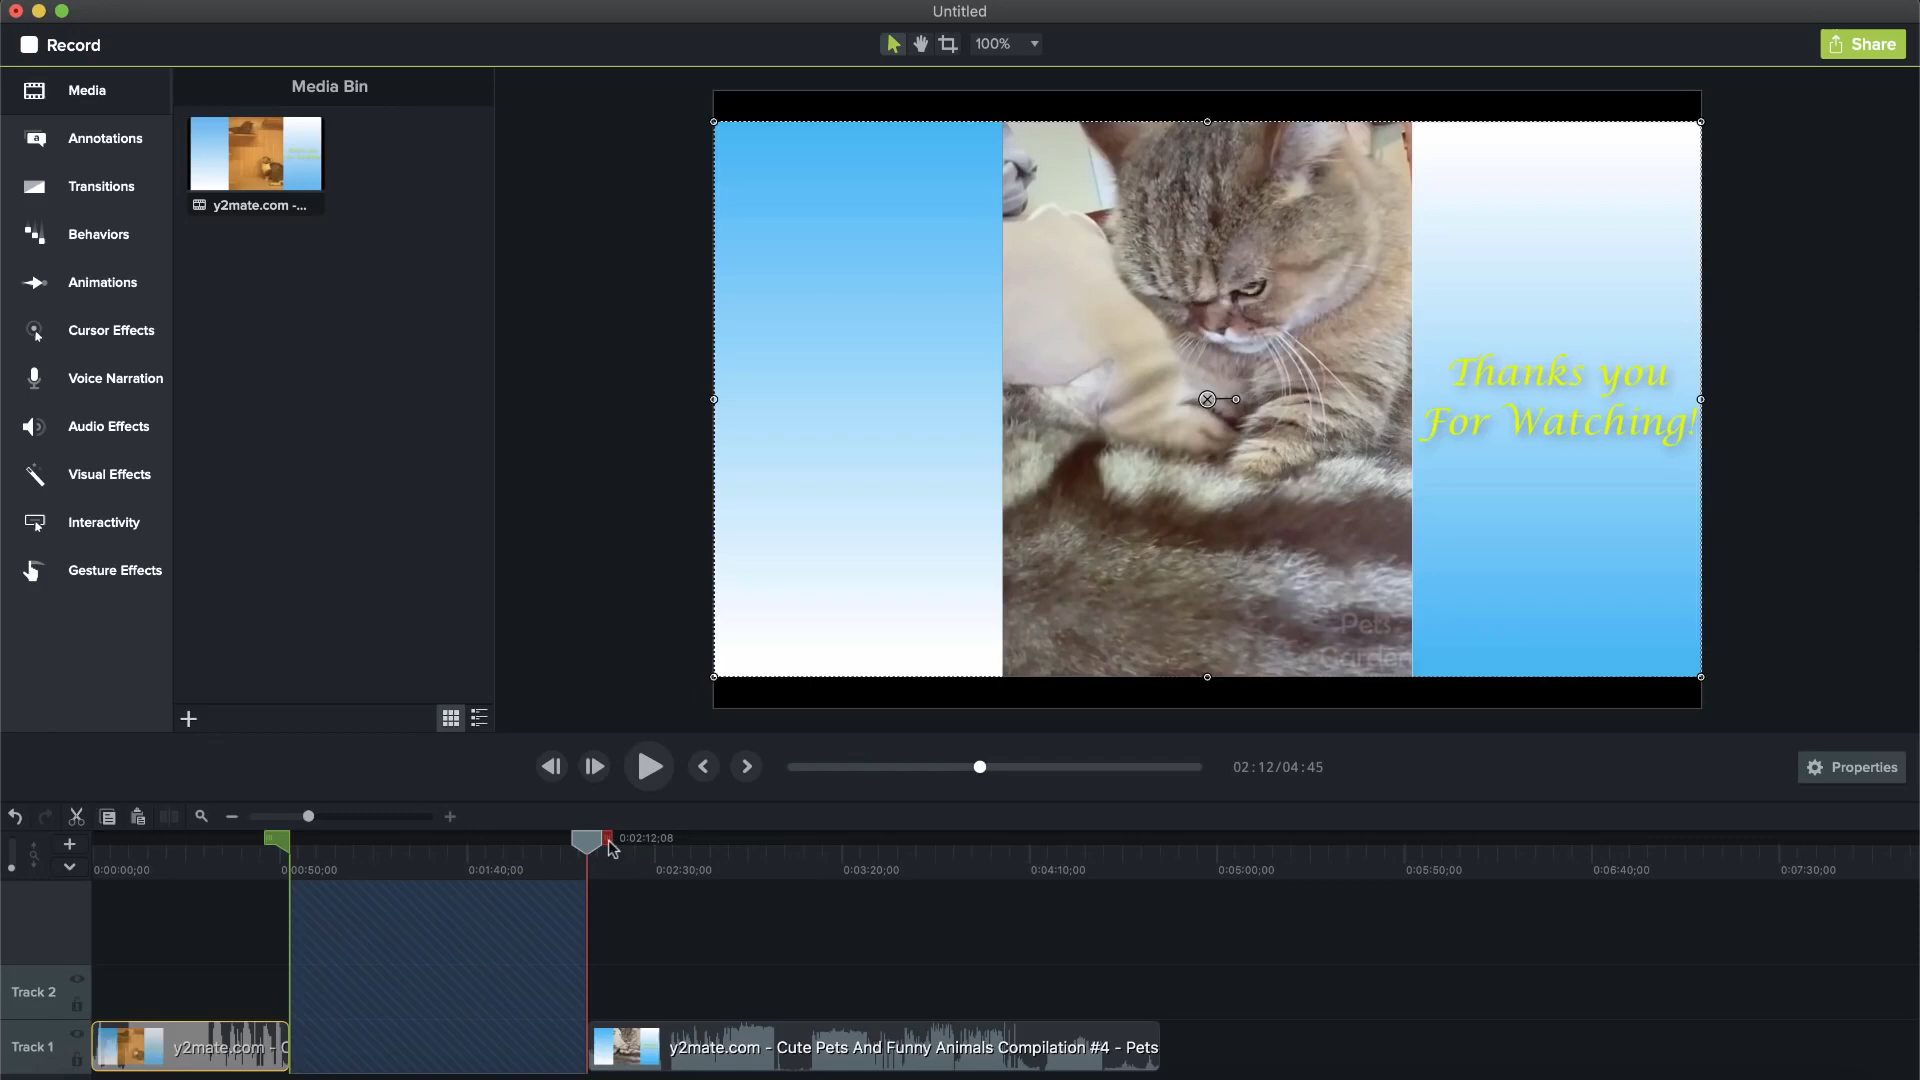 Untitled
Record
100%
Share
Media
Annotations
Transitions
Behaviors
Animations
Cursor Effects
Voice Narration
Audio Effects
Visual Effects
Interactivity
Gesture Effects
Media Bin
y2mate.com -...
Thanks you
For Watching!
Pets
Garden
02:12/04:45
Properties
0:02:12;08
0:00:00;00
0:00:50;00
0:01:40;00
0:02:30;00
0:03:20;00
0:04:10;00
0:05:00;00
0:05:50;00
0:06:40;00
0:07:30;00
Track 2
Track 1
y2mate.com - C
y2mate.com - Cute Pets And Funny Animals Compilation #4 - Pets